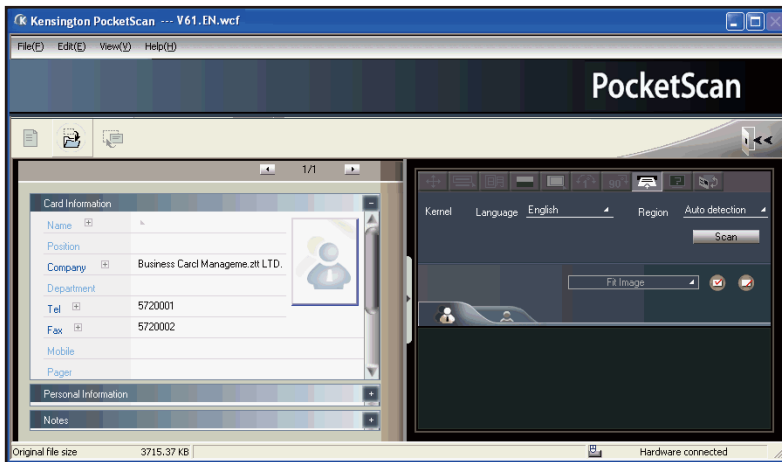 Kensington PocketScan --- V61.EN.wcf
File(F) Edit(E) View(V) Help(H)
PocketScan
1/1
Card Information
Name
Position
Company Business Carcl Manageme.ztt LTD.
Department
Tel 5720001
Fax 5720002
Mobile
Pager
Personal Information
Notes
Kernel Language English Region Auto detection
Scan
Fit Image
Original file size 3715.37 KB Hardware connected